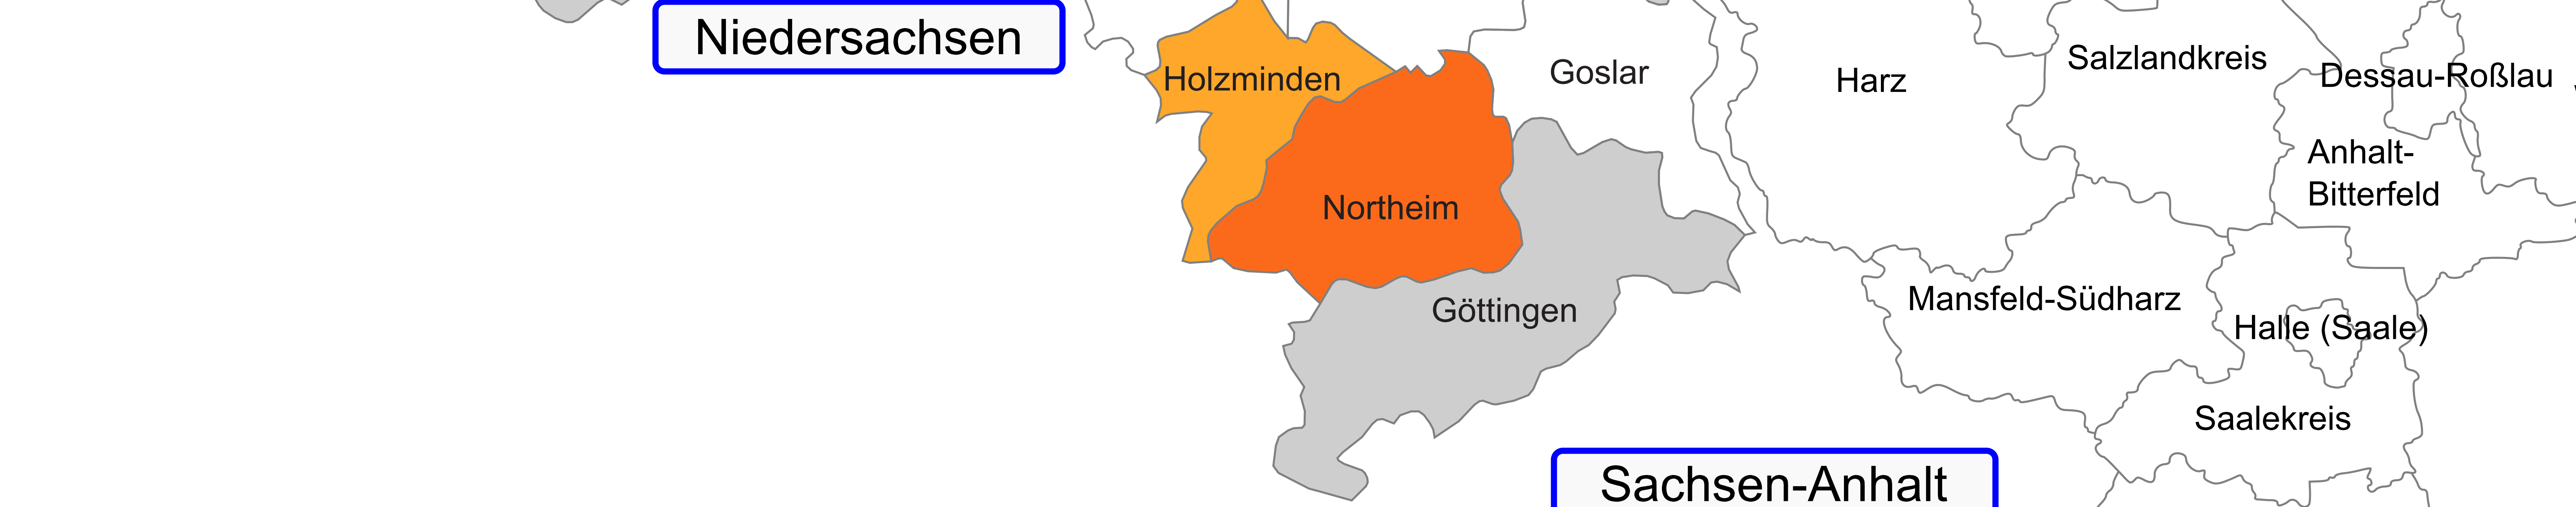 Niedersachsen
Holzminden
Goslar
Harz
Salzlandkreis
Dessau-Roßlau
Anhalt-
Bitterfeld
Northeim
Göttingen
Mansfeld-Südharz
Halle (Saale)
Saalekreis
Sachsen-Anhalt